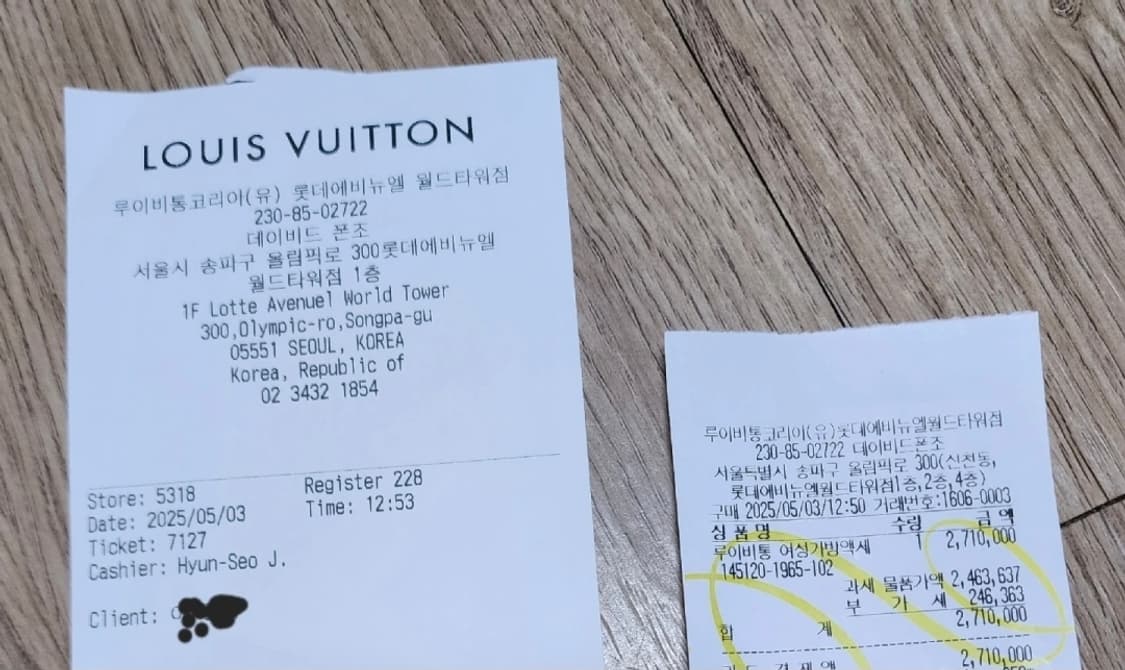 LOUIS VUITTON
루이비통코리아(유) 롯데에비뉴엘 월드타워점
230-85-02722
데이비드 폰조
서울시 송파구 올림픽로 300롯데에비뉴엘
월드타워점 1층
1F Lotte Avenuel World Tower
300,Olympic-ro,Songpa-gu
05551 SEOUL, KOREA
Korea, Republic of
02 3432 1854
Store: 5318 Register 228
Date: 2025/05/03 Time: 12:53
Ticket: 7127
Cashier: Hyun-Seo J.
Client:
루이비통코리아(유)롯데에비뉴엘월드타워점
230-85-02722 데이비드폰조
서울특별시 송파구 올림픽로 300(신천동,
롯데에비뉴엘월드타워점1층,2층,4층)
구매 2025/05/03/12:50 거래번호:1606-0003
상 품 명 수량 금 액
루이비통 여성가방액세 1 2,710,000
145120-1965-102
과세 물품가액 2,463,637
부 가 세 246,363
합 계 2,710,000
2,710,000